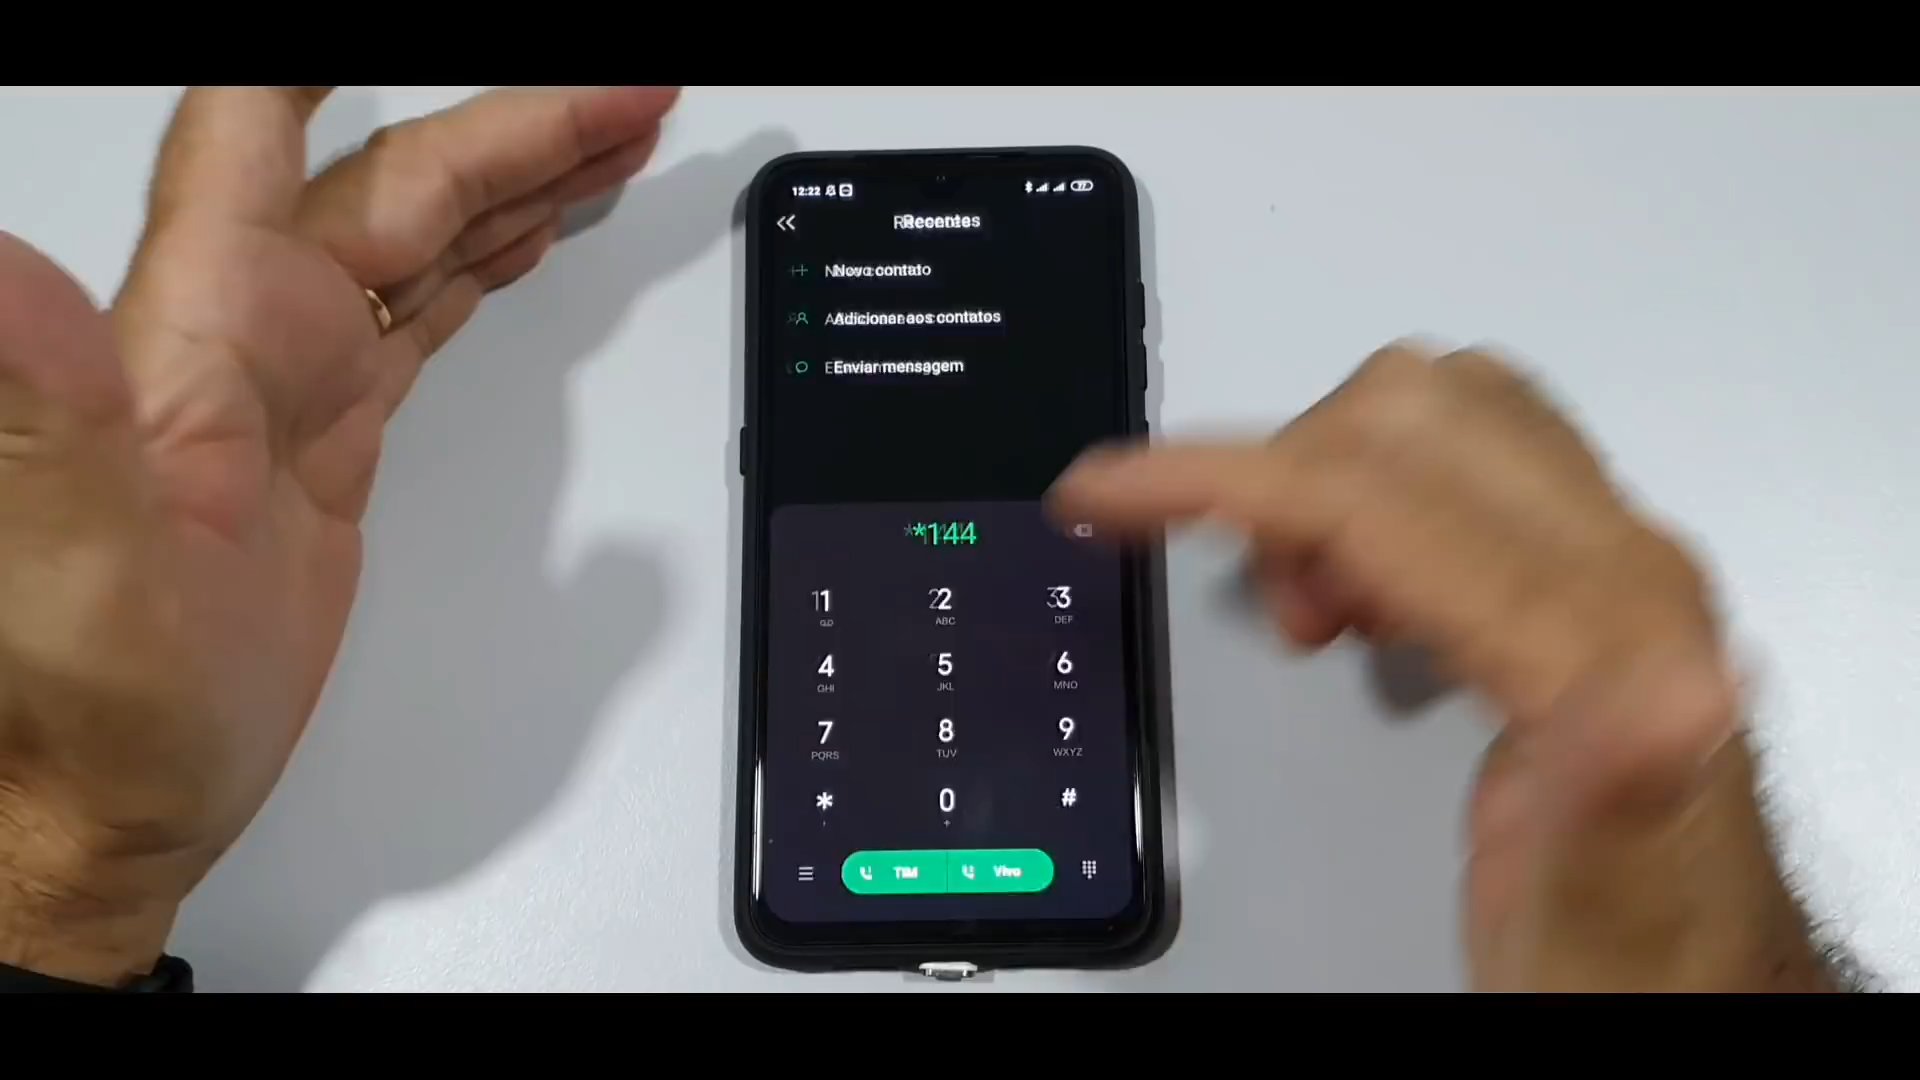 12:22
77
Recentes
Novo contato
Adicionar aos contatos
Enviar mensagem
*144
1 2 3
ABC DEF
4 5 6
GHI JKL MNO
7 8 9
PQRS TUV WXYZ
* 0 #
, +
TIM Vivo